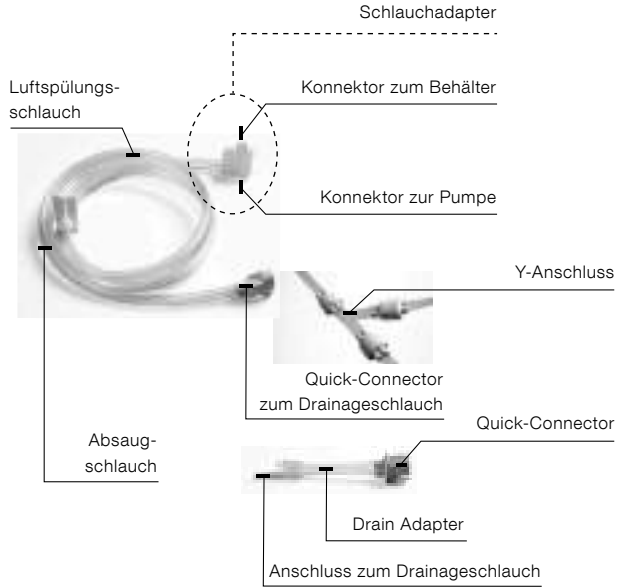 Schlauchadapter
Luftspülungs-
schlauch
Konnektor zum Behälter
Konnektor zur Pumpe
Y-Anschluss
Quick-Connector
zum Drainageschlauch
Quick-Connector
Absaug-
schlauch
Drain Adapter
Anschluss zum Drainageschlauch